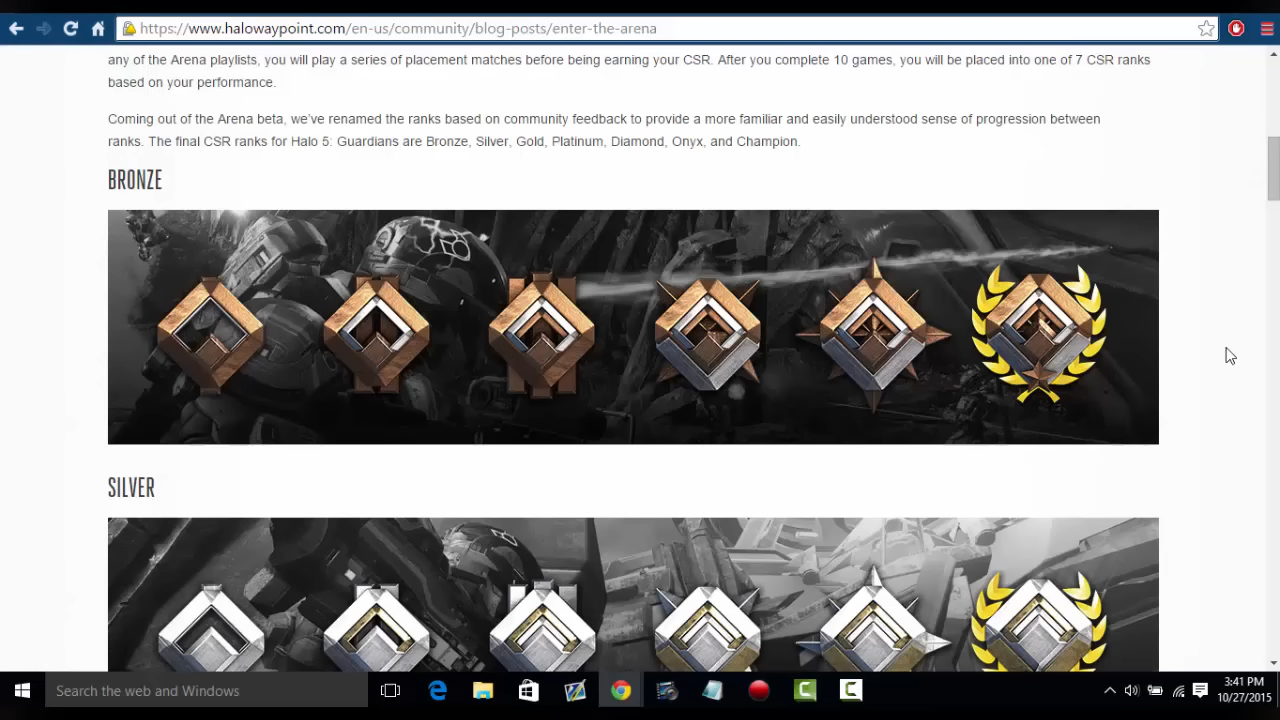 https://www.halowaypoint.com/en-us/community/blog-posts/enter-the-arena
any of the Arena playlists, you will play a series of placement matches before being earning your CSR. After you complete 10 games, you will be placed into one of 7 CSR ranks
based on your performance.
Coming out of the Arena beta, we've renamed the ranks based on community feedback to provide a more familiar and easily understood sense of progression between
ranks. The final CSR ranks for Halo 5: Guardians are Bronze, Silver, Gold, Platinum, Diamond, Onyx, and Champion.
BRONZE
SILVER
Search the web and Windows
3:41 PM
10/27/2015